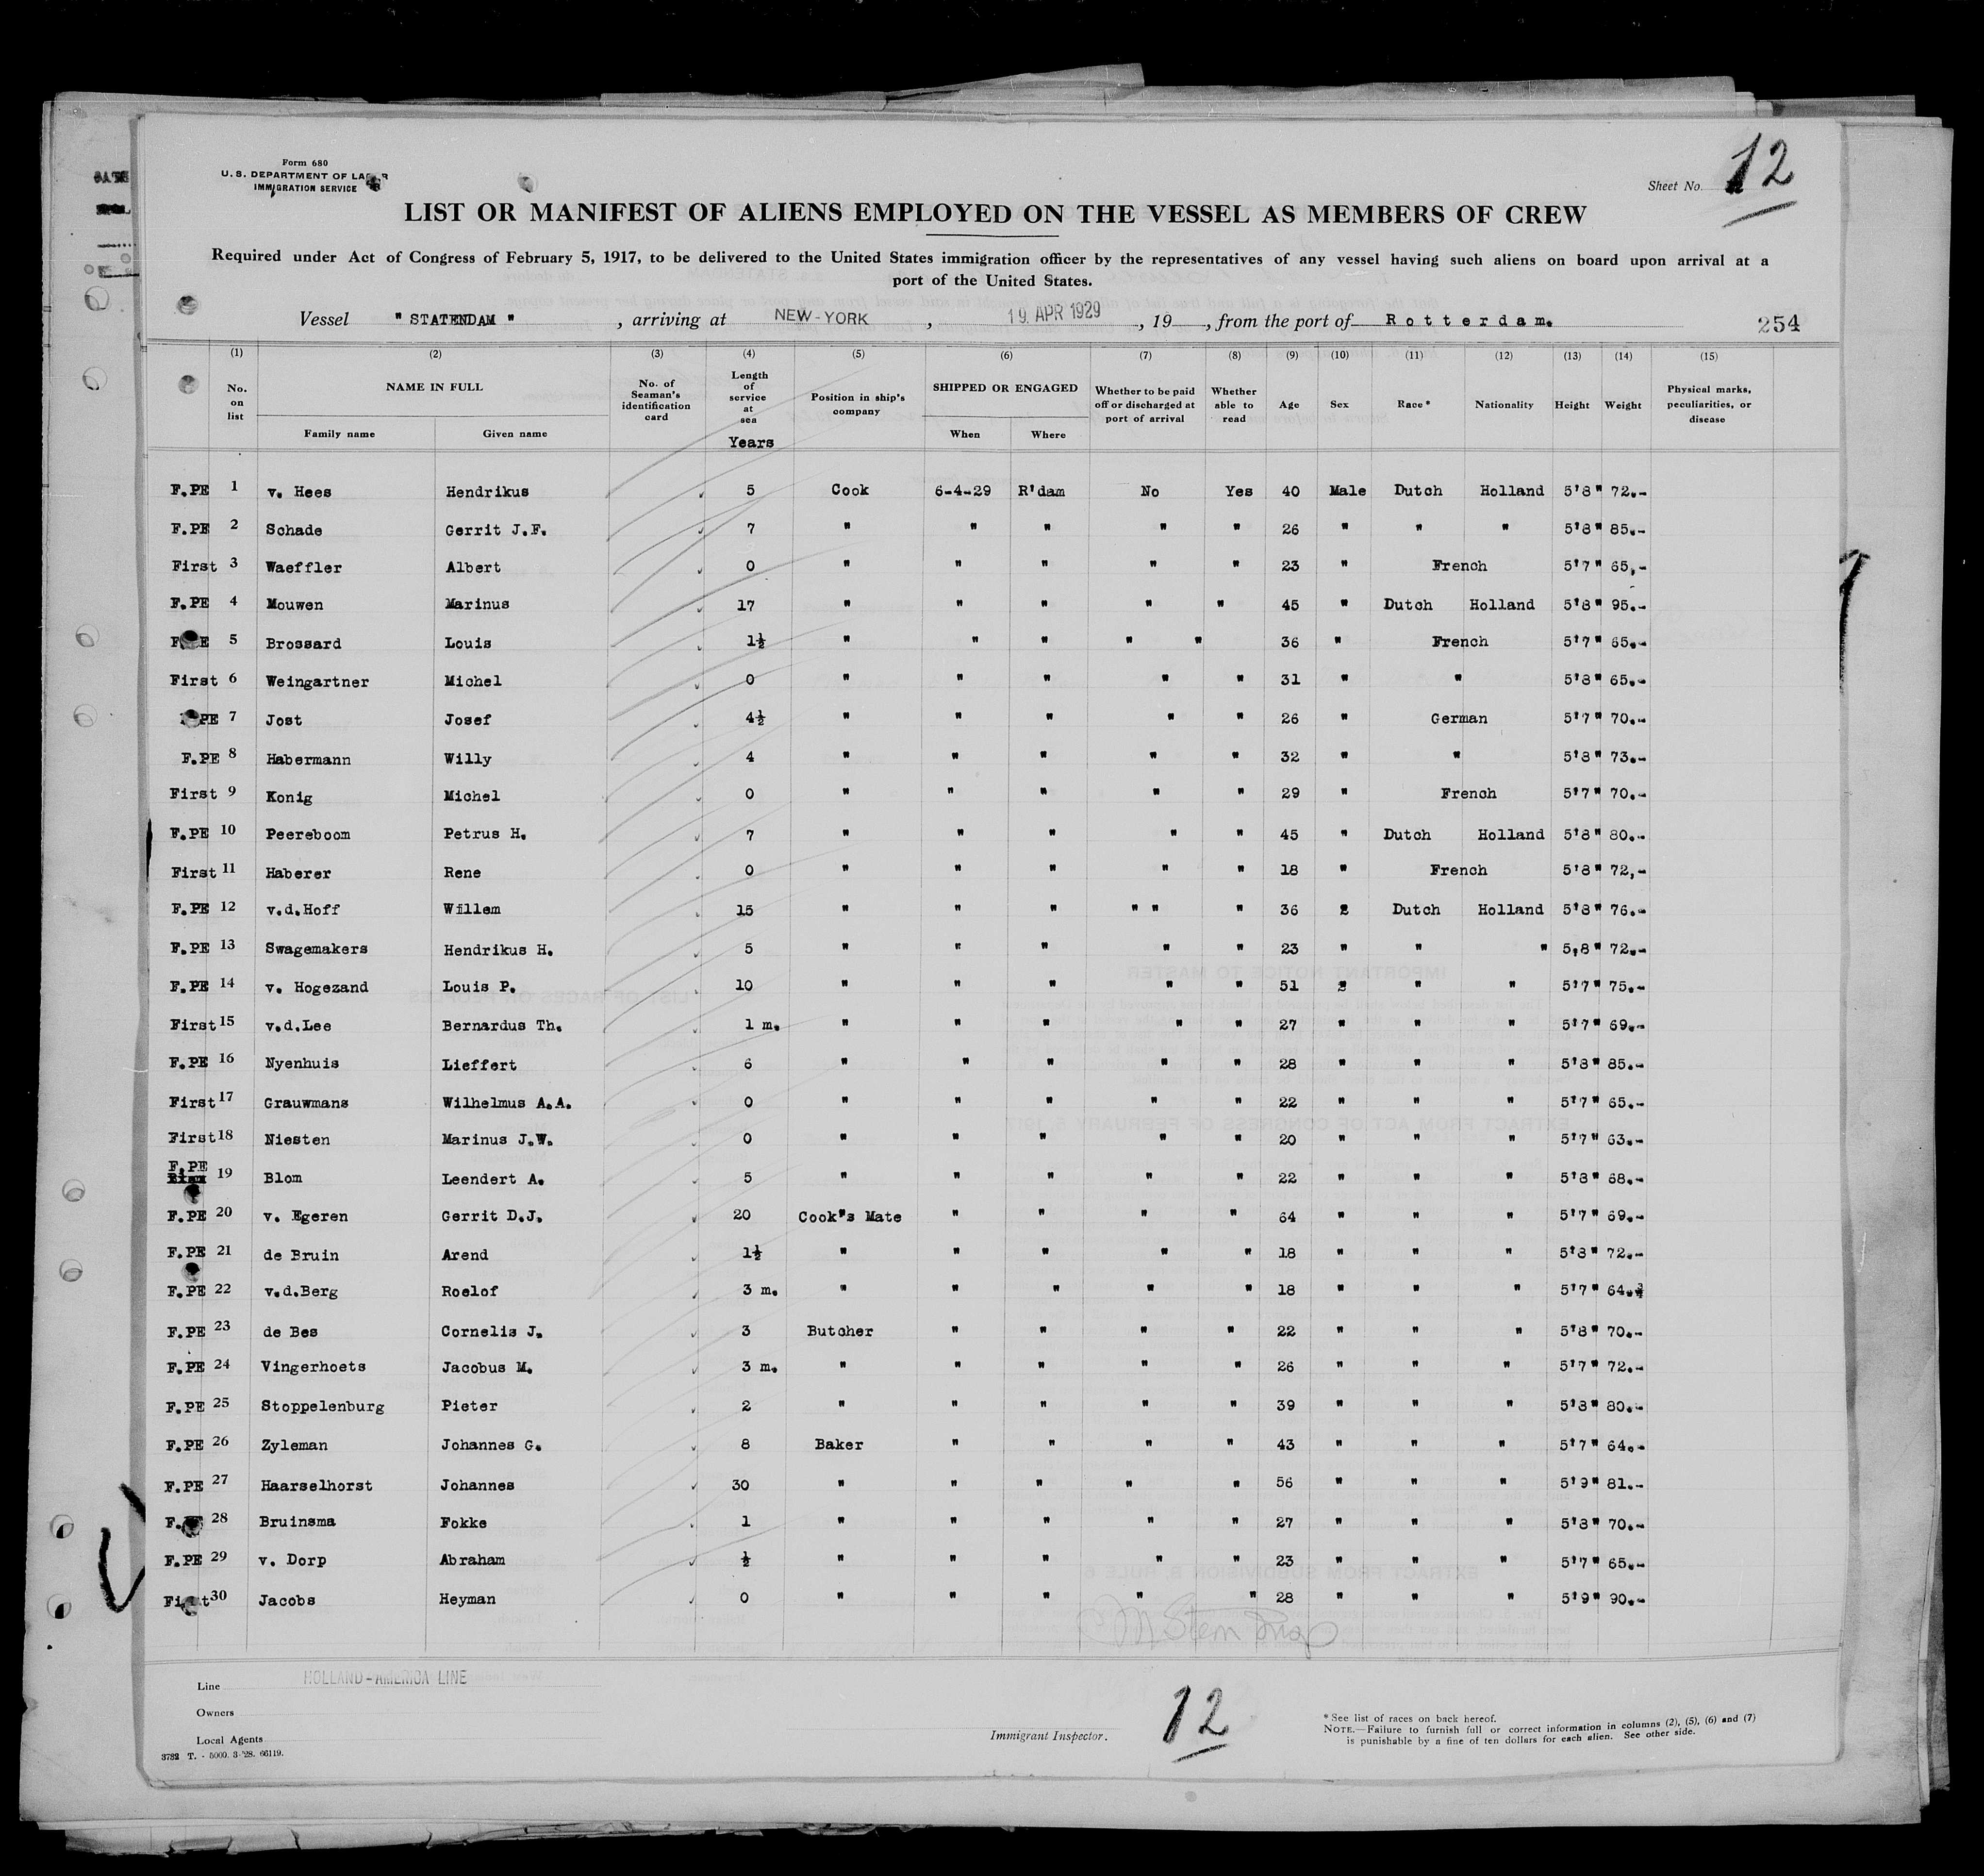 Form 680
U. S. DEPARTMENT OF LABOR
IMMIGRATION SERVICE
Sheet No. 12
LIST OR MANIFEST OF ALIENS EMPLOYED ON THE VESSEL AS MEMBERS OF CREW
Required under Act of Congress of February 5, 1917, to be delivered to the United States immigration officer by the representatives of any vessel having such aliens on board upon arrival at a
port of the United States.
Vessel " STATENDAM " , arriving at NEW-YORK , 19 APR 1929 , 19 , from the port of Rotterdam. 254
(1) (2) (3) (4) (5) (6) (7) (8) (9) (10) (11) (12) (13) (14) (15)
No. on list NAME IN FULL Family name Given name No. of Seaman's identification card Length of service at sea Years Position in ship's company SHIPPED OR ENGAGED When Where Whether to be paid off or discharged at port of arrival Whether able to read Age Sex Race* Nationality Height Weight Physical marks, peculiarities, or disease
F.PE 1 v. Hees Hendrikus 5 Cook 6-4-29 R'dam No Yes 40 Male Dutch Holland 5'8" 72.-
F.PE 2 Schade Gerrit J.F. 7 " " " " " 26 " " " 5'8" 85.-
First 3 Waeffler Albert 0 " " " " " 23 " French 5'7" 65,-
F.PE 4 Mouwen Marinus 17 " " " " " 45 " Dutch Holland 5'8" 95.-
F.PE 5 Brossard Louis 1½ " " " " " 36 " French 5'7" 65.-
First 6 Weingartner Michel 0 " " " " " 31 " " 5'8" 65.-
F.PE 7 Jost Josef 4½ " " " " " 26 " German 5'7" 70.-
F.PE 8 Habermann Willy 4 " " " " " 32 " " 5'8" 73.-
First 9 Konig Michel 0 " " " " " 29 " French 5'7" 70.-
F.PE 10 Peereboom Petrus H. 7 " " " " " 45 " Dutch Holland 5'8" 80.-
First 11 Haberer Rene 0 " " " " " 18 " French 5'8" 72,-
F.PE 12 v.d.Hoff Willem 15 " " " " " " 36 2 Dutch Holland 5'8" 76.-
F.PE 13 Swagemakers Hendrikus H. 5 " " " " " 23 " " " 5,8" 72.-
F.PE 14 v. Hogezand Louis P. 10 " " " " " 51 2 " " 5'7" 75.-
First 15 v.d.Lee Bernardus Th. 1 m. " " " " " 27 " " " 5'7" 69.-
F.PE 16 Nyenhuis Lieffert 6 " " " " " 28 " " " 5'8" 85.-
First 17 Grauwmans Wilhelmus A.A. 0 " " " " " 22 " " " 5'7" 65.-
First 18 Niesten Marinus J.W. 0 " " " " " 20 " " " 5'7" 63.-
F.PE 19 Blom Leendert A. 5 " " " " " 22 " " " 5'8" 68.-
F.PE 20 v. Egeren Gerrit D.J. 20 Cook"s Mate " " " " 64 " " " 5'7" 69.-
F.PE 21 de Bruin Arend 1½ " " " " " 18 " " " 5'8" 72.-
F.PE 22 v.d.Berg Roelof 3 m. " " " " " 18 " " " 5'7" 64.
F.PE 23 de Bes Cornelis J. 3 Butcher " " " " 22 " " " 5'8" 70.-
F.PE 24 Vingerhoets Jacobus M. 3 m. " " " " " 26 " " " 5'7" 72.-
F.PE 25 Stoppelenburg Pieter 2 " " " " " 39 " " " 5'8" 80.-
F.PE 26 Zyleman Johannes G. 8 Baker " " " " 43 " " " 5'7" 64.-
F.PE 27 Haarselhorst Johannes 30 " " " " " 56 " " " 5'9" 81.-
F.PE 28 Bruinsma Fokke 1 " " " " " 27 " " " 5'8" 70.-
F.PE 29 v. Dorp Abraham ½ " " " " " 23 " " " 5'7" 65.-
First 30 Jacobs Heyman 0 " " " " " 28 " " " 5'9" 90.-
Line HOLLAND-AMERICA LINE
Owners
Local Agents
3782 T. - 5000. 3-'28. 66119.
Immigrant Inspector.
12
* See list of races on back hereof.
NOTE.—Failure to furnish full or correct information in columns (2), (5), (6) and (7)
is punishable by a fine of ten dollars for each alien. See other side.